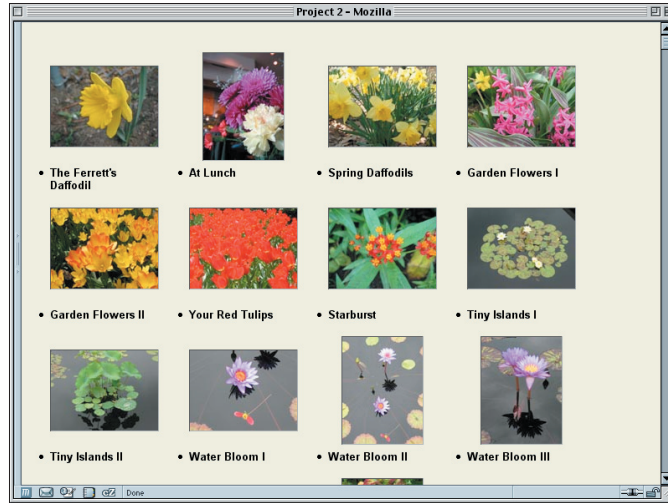 Project 2 – Mozilla
• The Ferrett's
Daffodil
• At Lunch
• Spring Daffodils
• Garden Flowers I
• Garden Flowers II
• Your Red Tulips
• Starburst
• Tiny Islands I
• Tiny Islands II
• Water Bloom I
• Water Bloom II
• Water Bloom III
Done